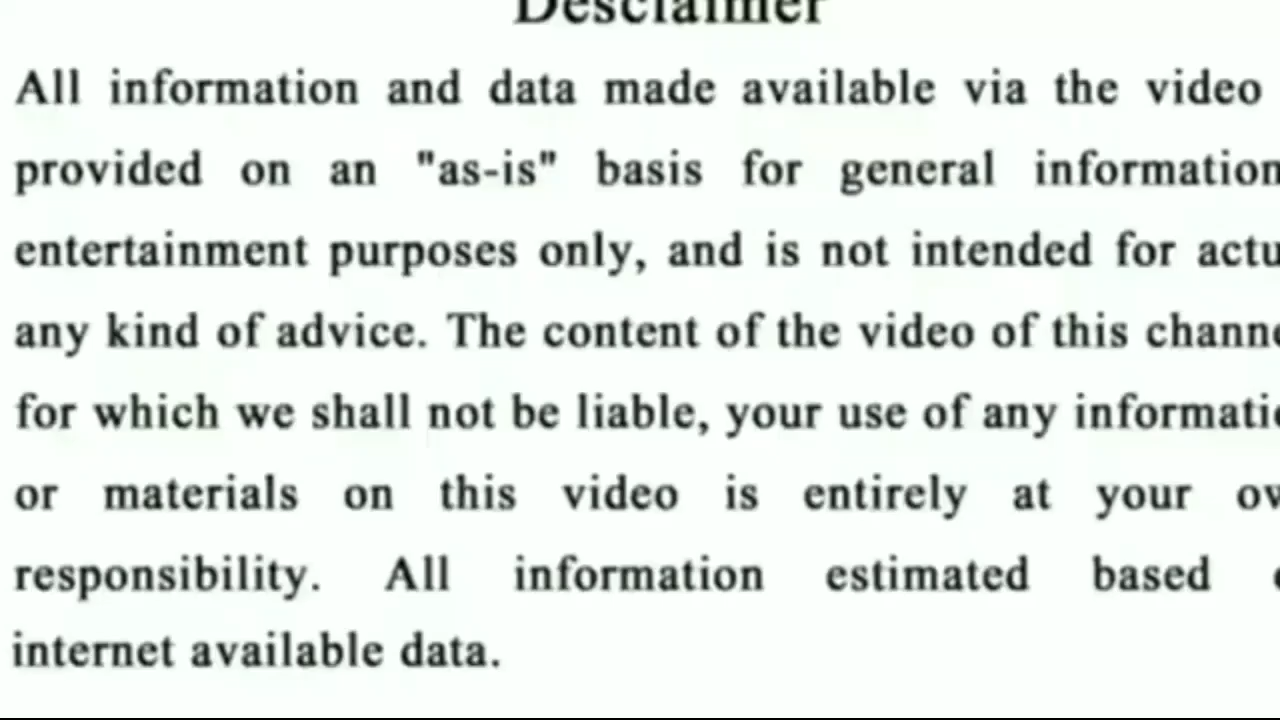 Desclaimer
All information and data made available via the video
provided on an "as-is" basis for general information
entertainment purposes only, and is not intended for actu
any kind of advice. The content of the video of this channe
for which we shall not be liable, your use of any informatio
or materials on this video is entirely at your ow
responsibility. All information estimated based
internet available data.